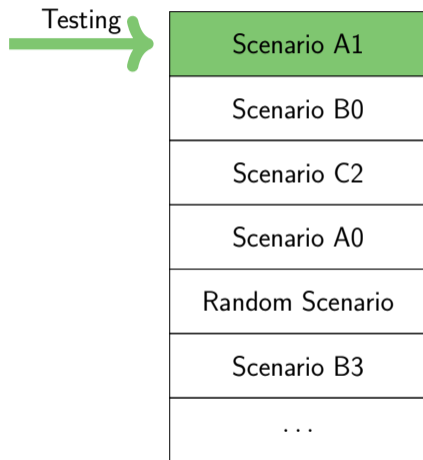 Testing
Scenario A1
Scenario B0
Scenario C2
Scenario A0
Random Scenario
Scenario B3
...